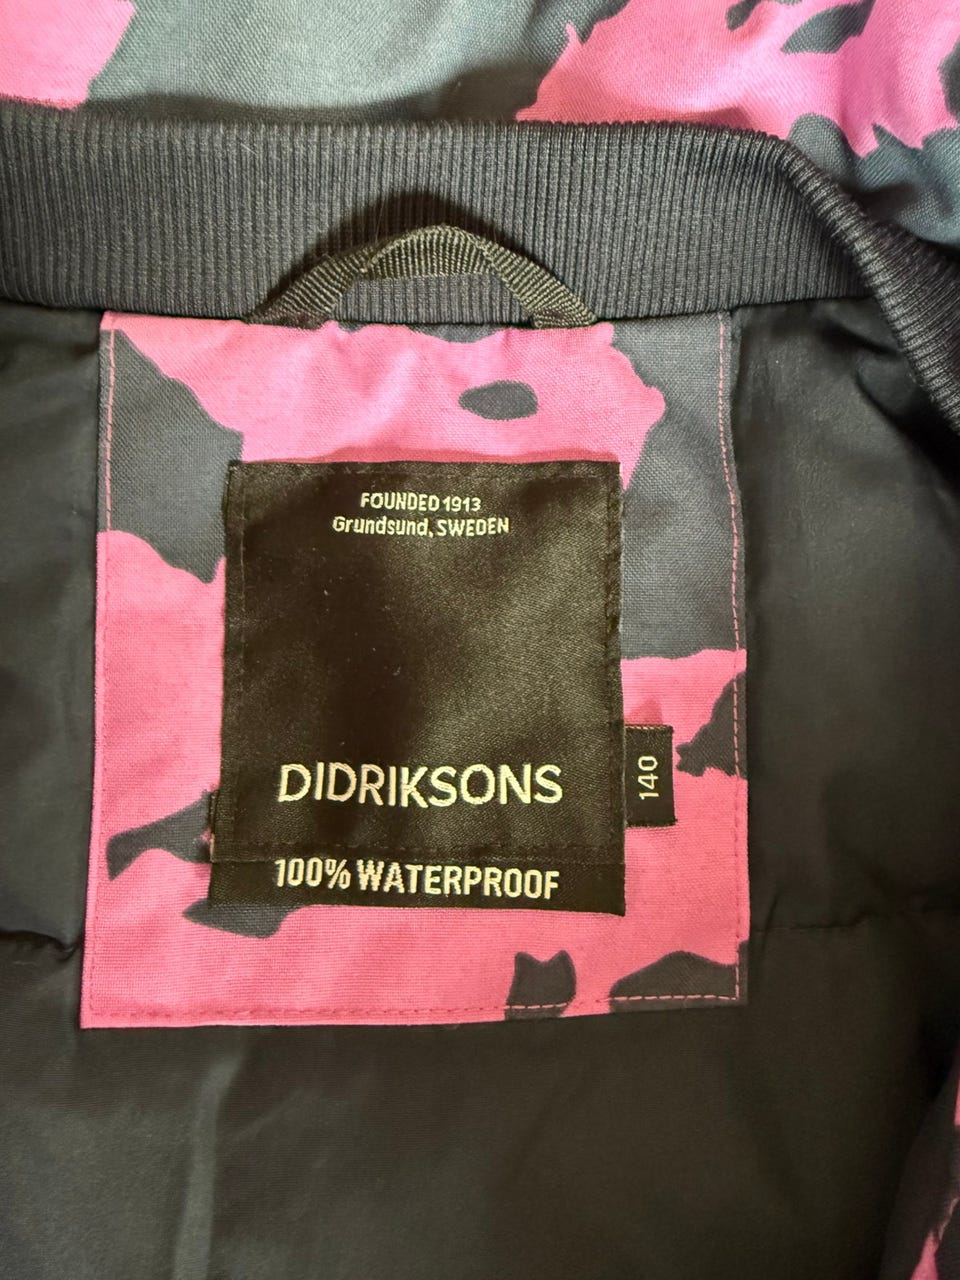 FOUNDED 1913
Grundsund, SWEDEN
DIDRIKSONS
140
100% WATERPROOF